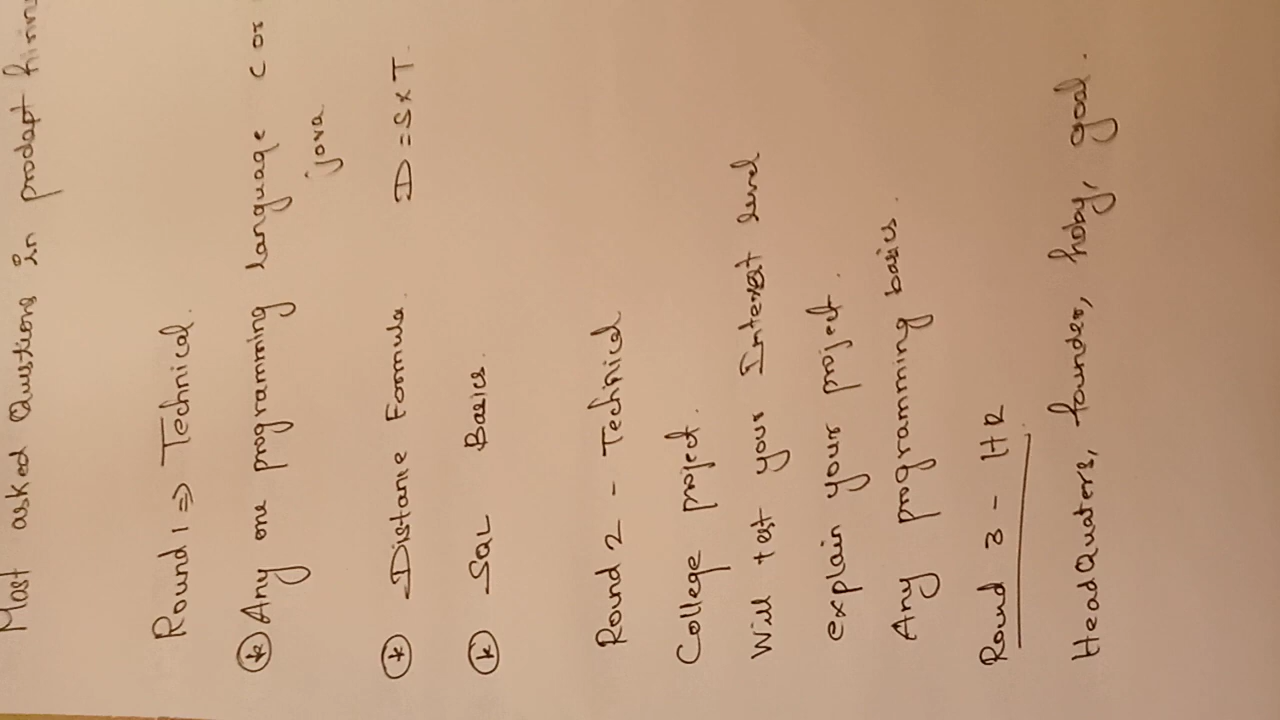 Most asked Questions in prodapt hiring
Round 1 => Technical.
* Any one programming language C or
java
* Distance Formula. D = S x T.
* SQL Basics.
Round 2 - Technical
College project.
Will test your Interest level
explain your project.
Any programming basics.
Round 3 - HR
HeadQuaters, founder, hoby, goal.